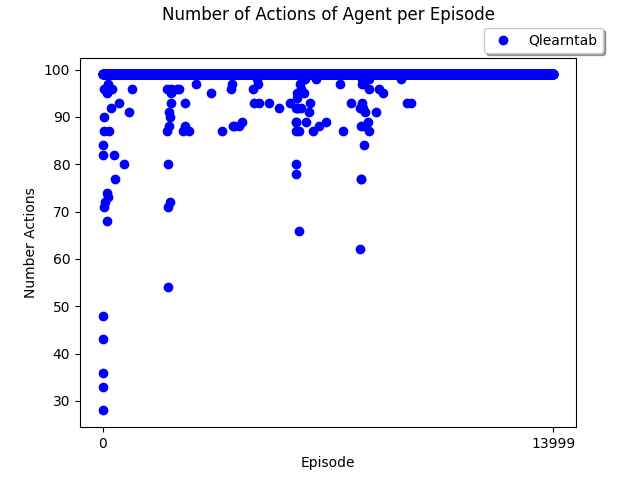 Number of Actions of Agent per Episode
Qlearntab
100
90
80
70
60
50
40
30
Number Actions
0
13999
Episode